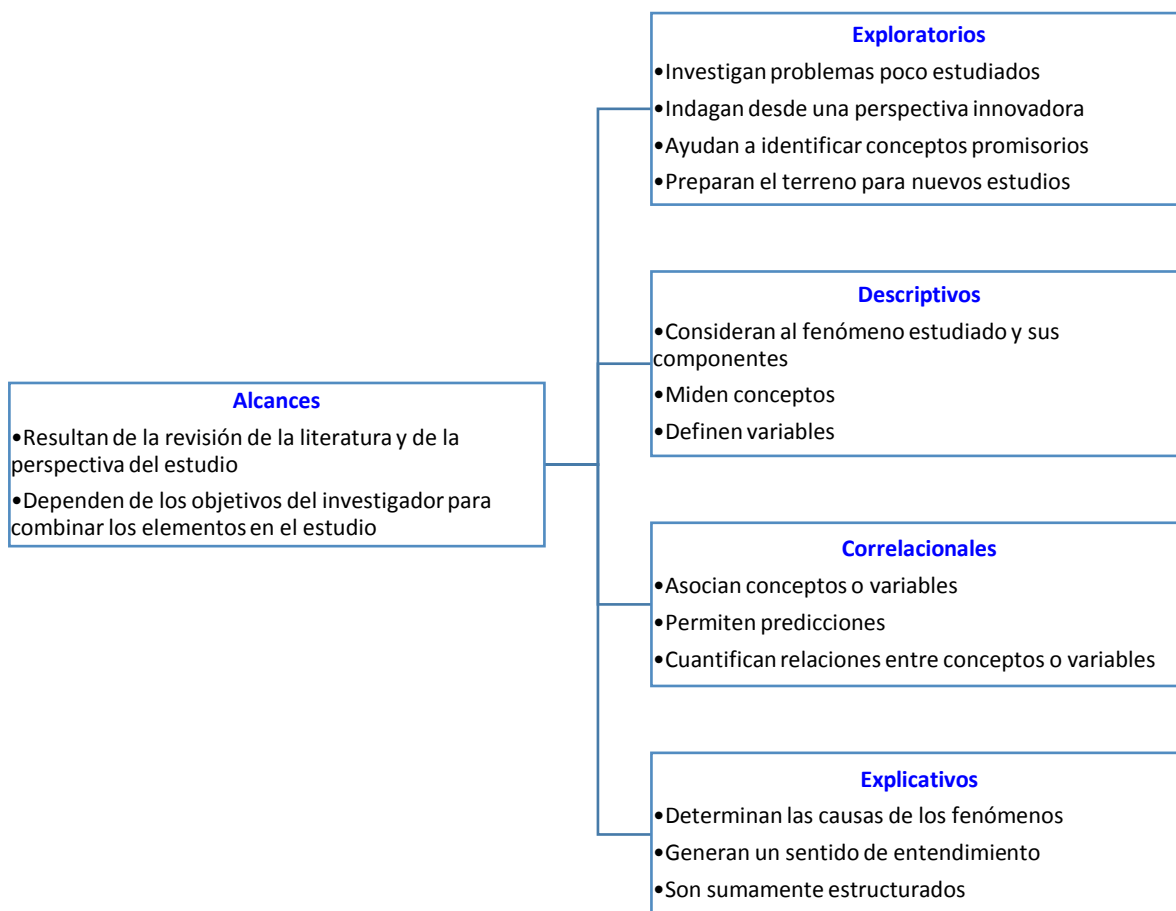 Exploratorios
•Investigan problemas poco estudiados
•Indagan desde una perspectiva innovadora
•Ayudan a identificar conceptos promisorios
•Preparan el terreno para nuevos estudios
Descriptivos
•Consideran al fenómeno estudiado y sus
componentes
•Miden conceptos
•Definen variables
Alcances
•Resultan de la revisión de la literatura y de la
perspectiva del estudio
•Dependen de los objetivos del investigador para
combinar los elementos en el estudio
Correlacionales
•Asocian conceptos o variables
•Permiten predicciones
•Cuantifican relaciones entre conceptos o variables
Explicativos
•Determinan las causas de los fenómenos
•Generan un sentido de entendimiento
•Son sumamente estructurados